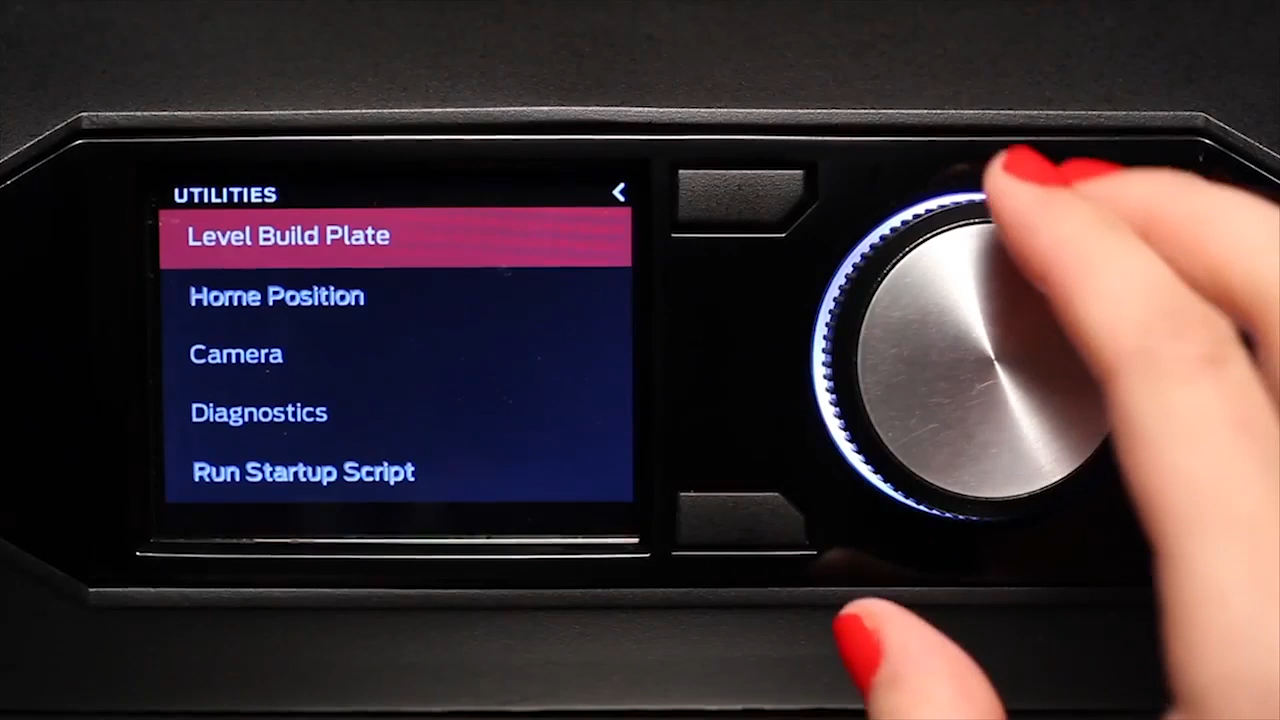 UTILITIES
Level Build Plate
Home Position
Camera
Diagnostics
Run Startup Script